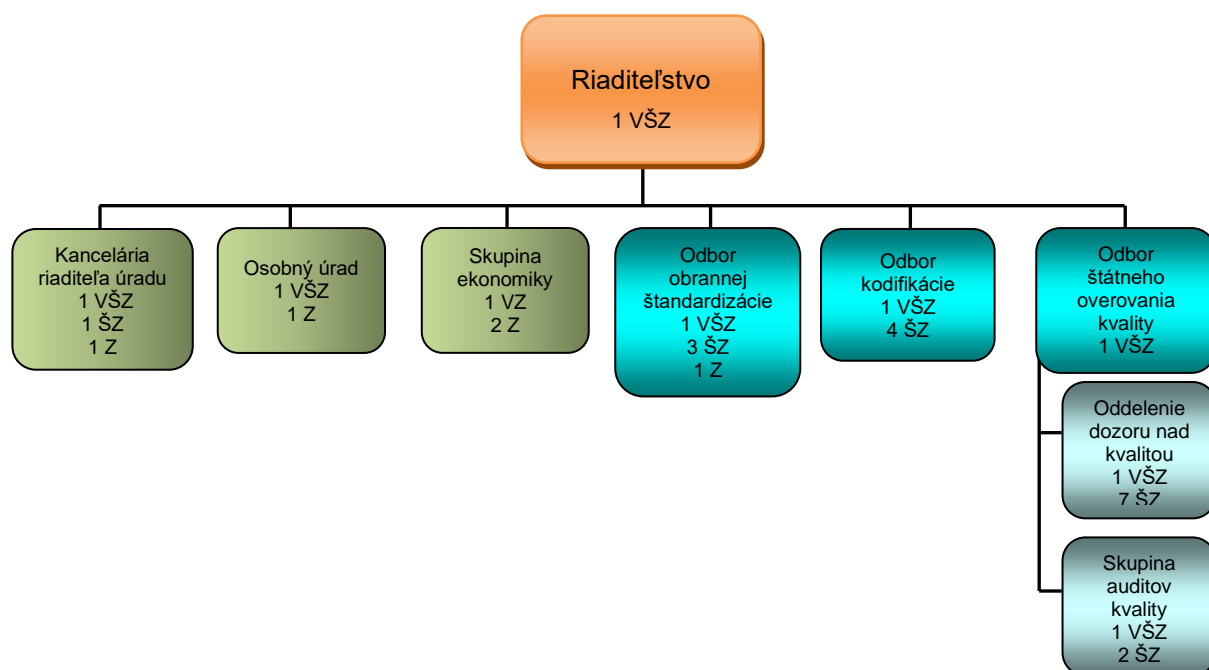 Riaditeľstvo
1 VŠZ
Kancelária
riaditeľa úradu
1 VŠZ
1 ŠZ
1 Z
Osobný úrad
1 VŠZ
1 Z
Skupina
ekonomiky
1 VZ
2 Z
Odbor
obrannej
štandardizácie
1 VŠZ
3 ŠZ
1 Z
Odbor
kodifikácie
1 VŠZ
4 ŠZ
Odbor
štátneho
overovania
kvality
1 VŠZ
Oddelenie
dozoru nad
kvalitou
1 VŠZ
7 ŠZ
Skupina
auditov
kvality
1 VŠZ
2 ŠZ